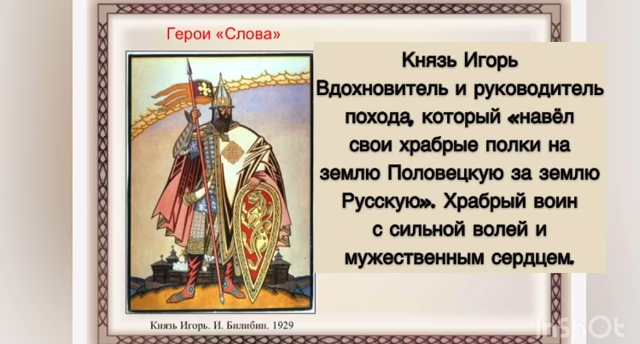 Герои «Слова»
Князь Игорь
Вдохновитель и руководитель
похода, который «навёл
свои храбрые полки на
землю Половецкую за землю
Русскую». Храбрый воин
с сильной волей и
мужественным сердцем.
Князь Игорь. И. Билибин. 1929
InShOt